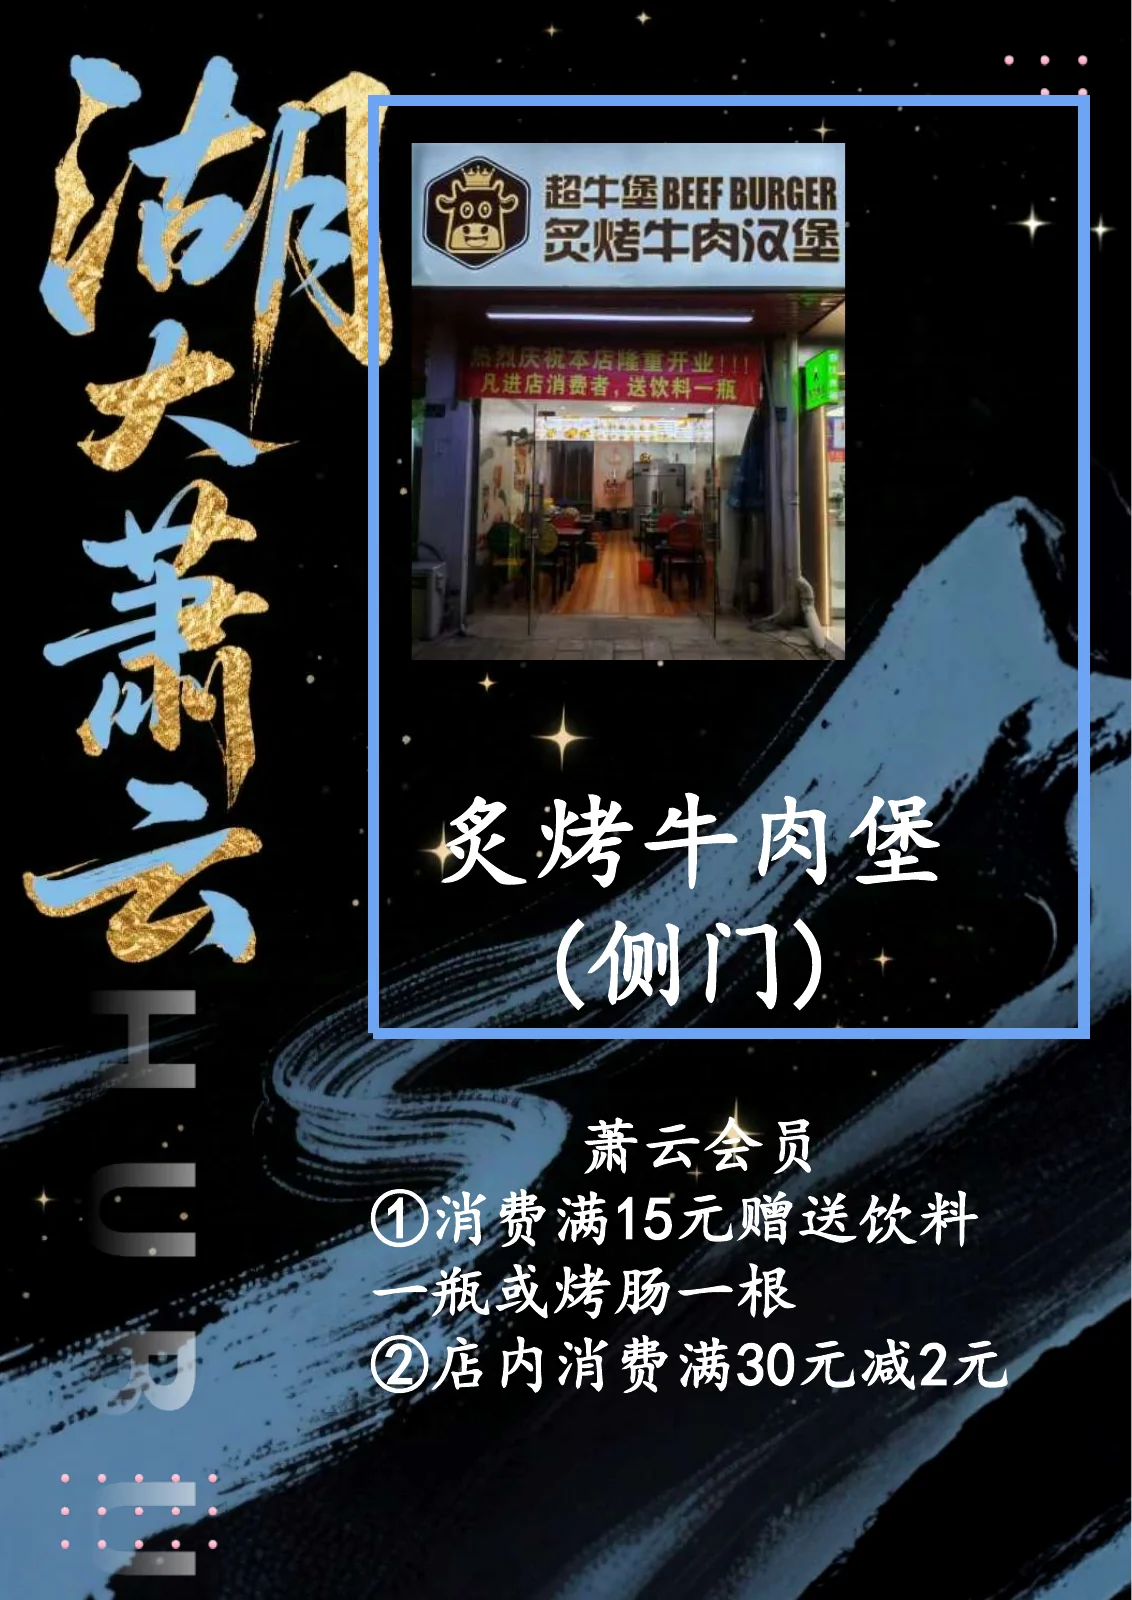 湖大萧云
HURU
超牛堡BEEF BURGER
炙烤牛肉汉堡
热烈庆祝本店隆重开业!!!
凡进店消费者,送饮料一瓶
炙烤牛肉堡
(侧门)
萧云会员
①消费满15元赠送饮料
一瓶或烤肠一根
②店内消费满30元减2元